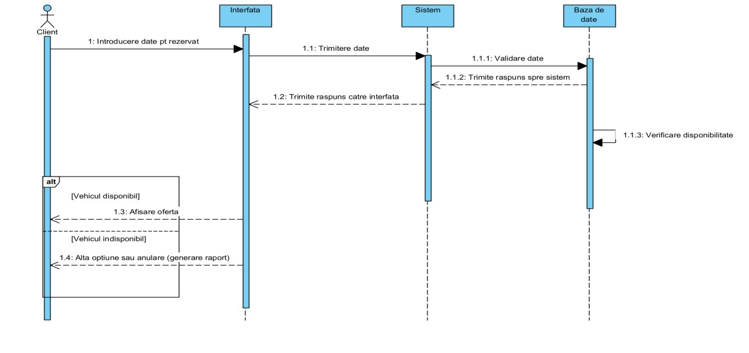 Interfata
Sistem
Baza de
date
Client
1: Introducere date pt rezervat
1.1: Trimitere date
1.1.1: Validare date
1.1.2: Trimite raspuns spre sistem
1.2: Trimite raspuns catre interfata
1.1.3: Verificare disponibilitate
alt
[Vehicul disponibil]
1.3: Afisare oferta
[Vehicul indisponibil]
1.4: Alta optiune sau anulare (generare raport)